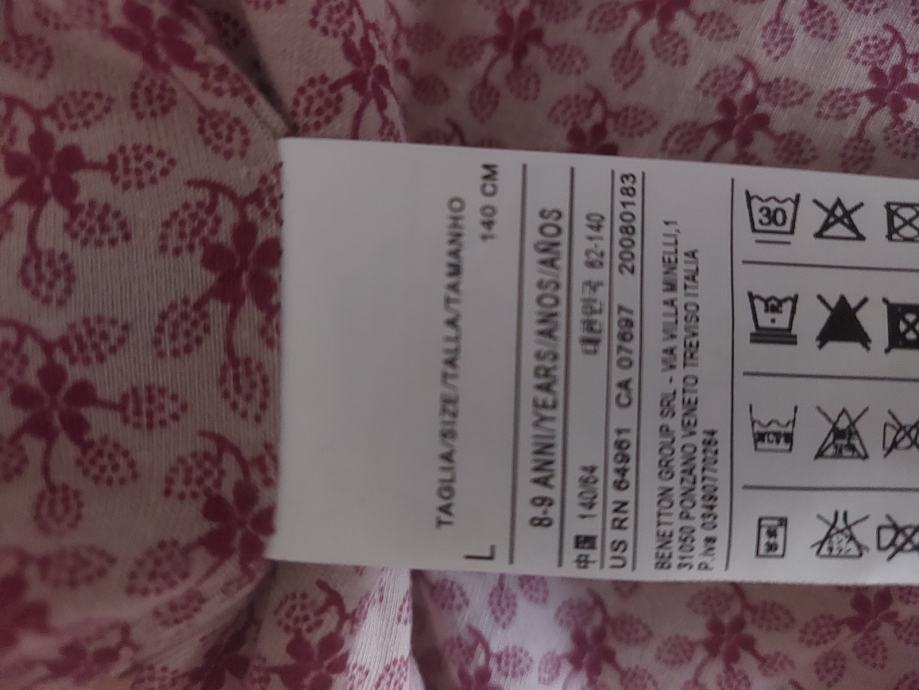 TAGLIA/SIZE/TALLA/TAMANHO
L 140 CM
8-9 ANNI/YEARS/ANOS/AÑOS
中国 140/64 대한민국 62-140
US RN 64961 CA 07697 20080183
BENETTON GROUP SRL - VIA VILLA MINELLI,1
31050 PONZANO VENETO TREVISO ITALIA
P.iva 03490770264
30